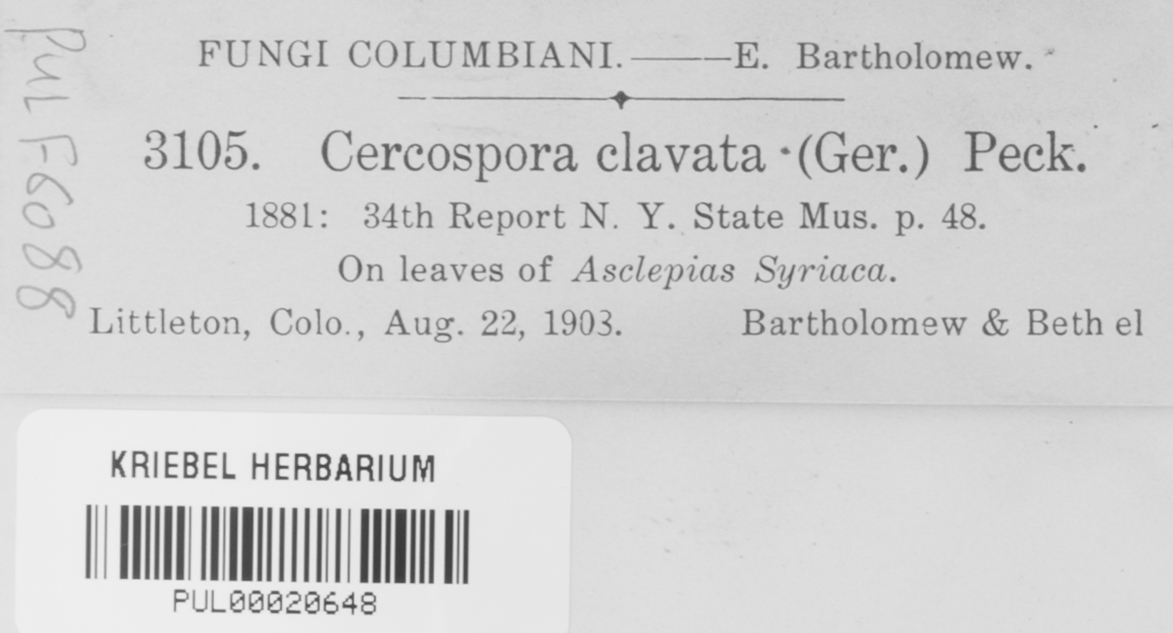 FUNGI COLUMBIANI.——E. Bartholomew.
3105. Cercospora clavata (Ger.) Peck.
1881: 34th Report N. Y. State Mus. p. 48.
On leaves of Asclepias Syriaca.
Littleton, Colo., Aug. 22, 1903. Bartholomew & Beth el
PUL F6088
KRIEBEL HERBARIUM
PUL00020648